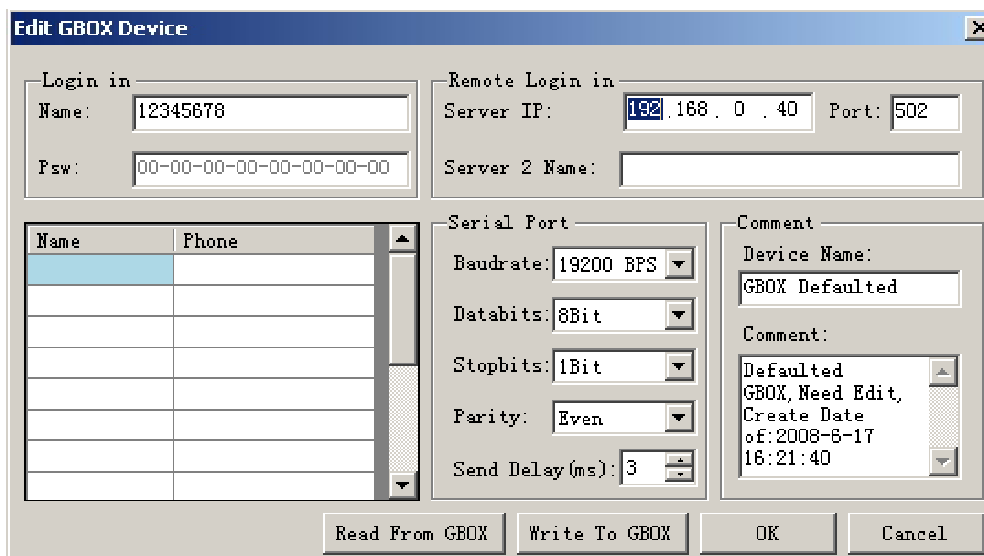 Edit GBOX Device
Login in
Name: 12345678
Psw: 00-00-00-00-00-00-00-00
Remote Login in
Server IP: 192.168. 0 . 40 Port: 502
Server 2 Name:
Name Phone
Serial Port
Baudrate: 19200 BPS
Databits: 8Bit
Stopbits: 1Bit
Parity: Even
Send Delay(ms): 3
Comment
Device Name:
GBOX Defaulted
Comment:
Defaulted
GBOX, Need Edit,
Create Date
of:2008-6-17
16:21:40
Read From GBOX Write To GBOX OK Cancel